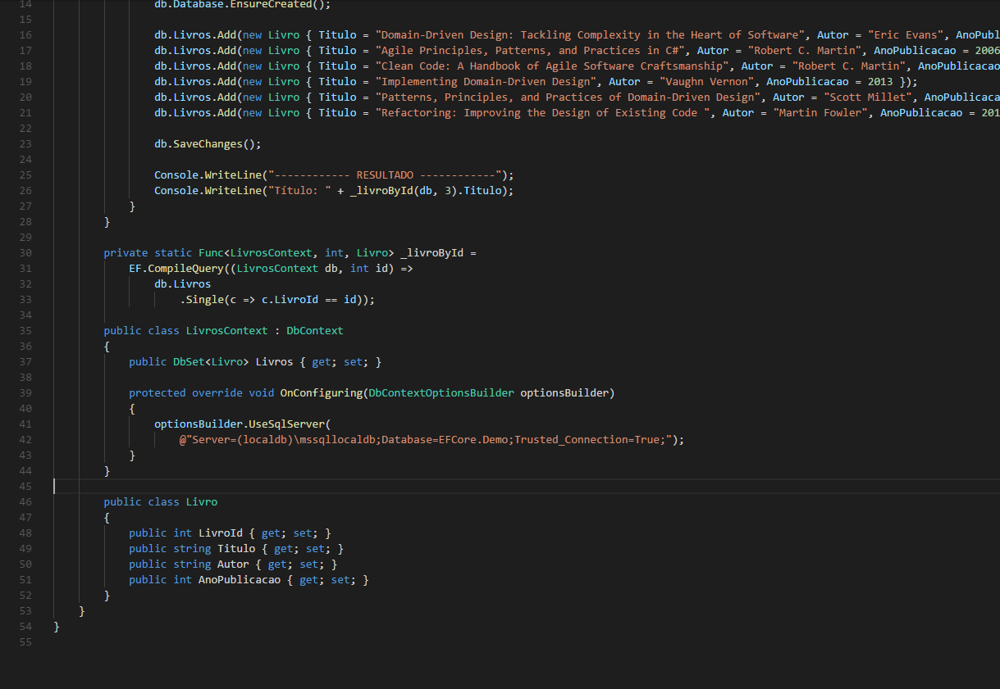 14 db.Database.EnsureCreated();
15
16 db.Livros.Add(new Livro { Titulo = "Domain-Driven Design: Tackling Complexity in the Heart of Software", Autor = "Eric Evans", AnoPubl
17 db.Livros.Add(new Livro { Titulo = "Agile Principles, Patterns, and Practices in C#", Autor = "Robert C. Martin", AnoPublicacao = 2006
18 db.Livros.Add(new Livro { Titulo = "Clean Code: A Handbook of Agile Software Craftsmanship", Autor = "Robert C. Martin", AnoPublicacao
19 db.Livros.Add(new Livro { Titulo = "Implementing Domain-Driven Design", Autor = "Vaughn Vernon", AnoPublicacao = 2013 });
20 db.Livros.Add(new Livro { Titulo = "Patterns, Principles, and Practices of Domain-Driven Design", Autor = "Scott Millet", AnoPublicaca
21 db.Livros.Add(new Livro { Titulo = "Refactoring: Improving the Design of Existing Code ", Autor = "Martin Fowler", AnoPublicacao = 201
22
23 db.SaveChanges();
24
25 Console.WriteLine("------------ RESULTADO ------------");
26 Console.WriteLine("Título: " + _livroById(db, 3).Titulo);
27 }
28 }
29
30 private static Func<LivrosContext, int, Livro> _livroById =
31 EF.CompileQuery((LivrosContext db, int id) =>
32 db.Livros
33 .Single(c => c.LivroId == id));
34
35 public class LivrosContext : DbContext
36 {
37 public DbSet<Livro> Livros { get; set; }
38
39 protected override void OnConfiguring(DbContextOptionsBuilder optionsBuilder)
40 {
41 optionsBuilder.UseSqlServer(
42 @"Server=(localdb)\mssqllocaldb;Database=EFCore.Demo;Trusted_Connection=True;");
43 }
44 }
45
46 public class Livro
47 {
48 public int LivroId { get; set; }
49 public string Titulo { get; set; }
50 public string Autor { get; set; }
51 public int AnoPublicacao { get; set; }
52 }
53 }
54 }
55